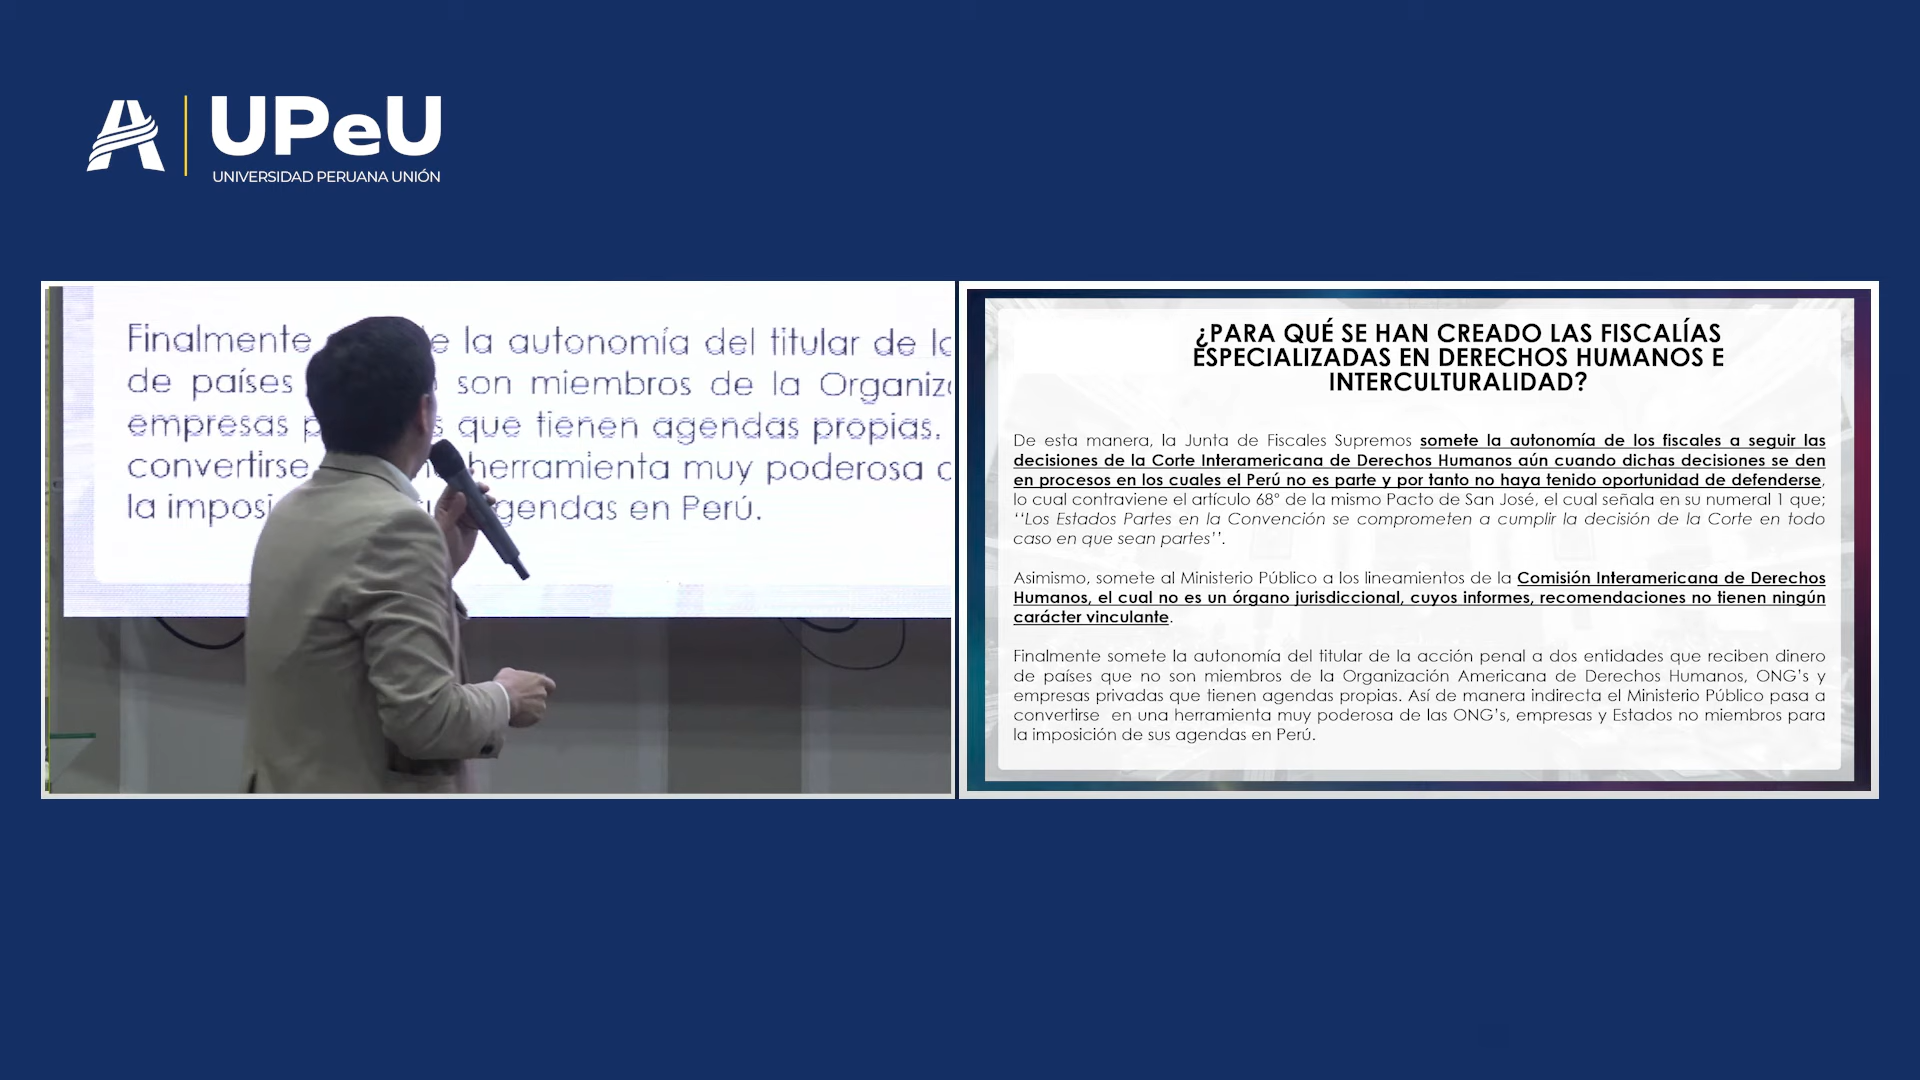 UPeU
UNIVERSIDAD PERUANA UNIÓN
Finalmente e la autonomía del titular de
de países son miembros de la
empresas que tienen agendas propias.
convertirse herramienta muy poderosa
la en Perú.
¿PARA QUÉ SE HAN CREADO LAS FISCALÍAS
ESPECIALIZADAS EN DERECHOS HUMANOS E
INTERCULTURALIDAD?
De esta manera, la Junta de Fiscales Supremos somete la autonomía de los fiscales a seguir las
decisiones de la Corte Interamericana de Derechos Humanos aún cuando dichas decisiones se den
en procesos en los cuales el Perú no es parte y por tanto no haya tenido oportunidad de defenderse,
lo cual contraviene el artículo 68° de la mismo Pacto de San José, el cual señala en su numeral 1 que;
‘‘Los Estados Partes en la Convención se comprometen a cumplir la decisión de la Corte en todo
caso en que sean partes’’.
Asimismo, somete al Ministerio Público a los lineamientos de la Comisión Interamericana de Derechos
Humanos, el cual no es un órgano jurisdiccional, cuyos informes, recomendaciones no tienen ningún
carácter vinculante.
Finalmente somete la autonomía del titular de la acción penal a dos entidades que reciben dinero
de países que no son miembros de la Organización Americana de Derechos Humanos, ONG’s y
empresas privadas que tienen agendas propias. Así de manera indirecta el Ministerio Público pasa a
convertirse en una herramienta muy poderosa de las ONG’s, empresas y Estados no miembros para
la imposición de sus agendas en Perú.